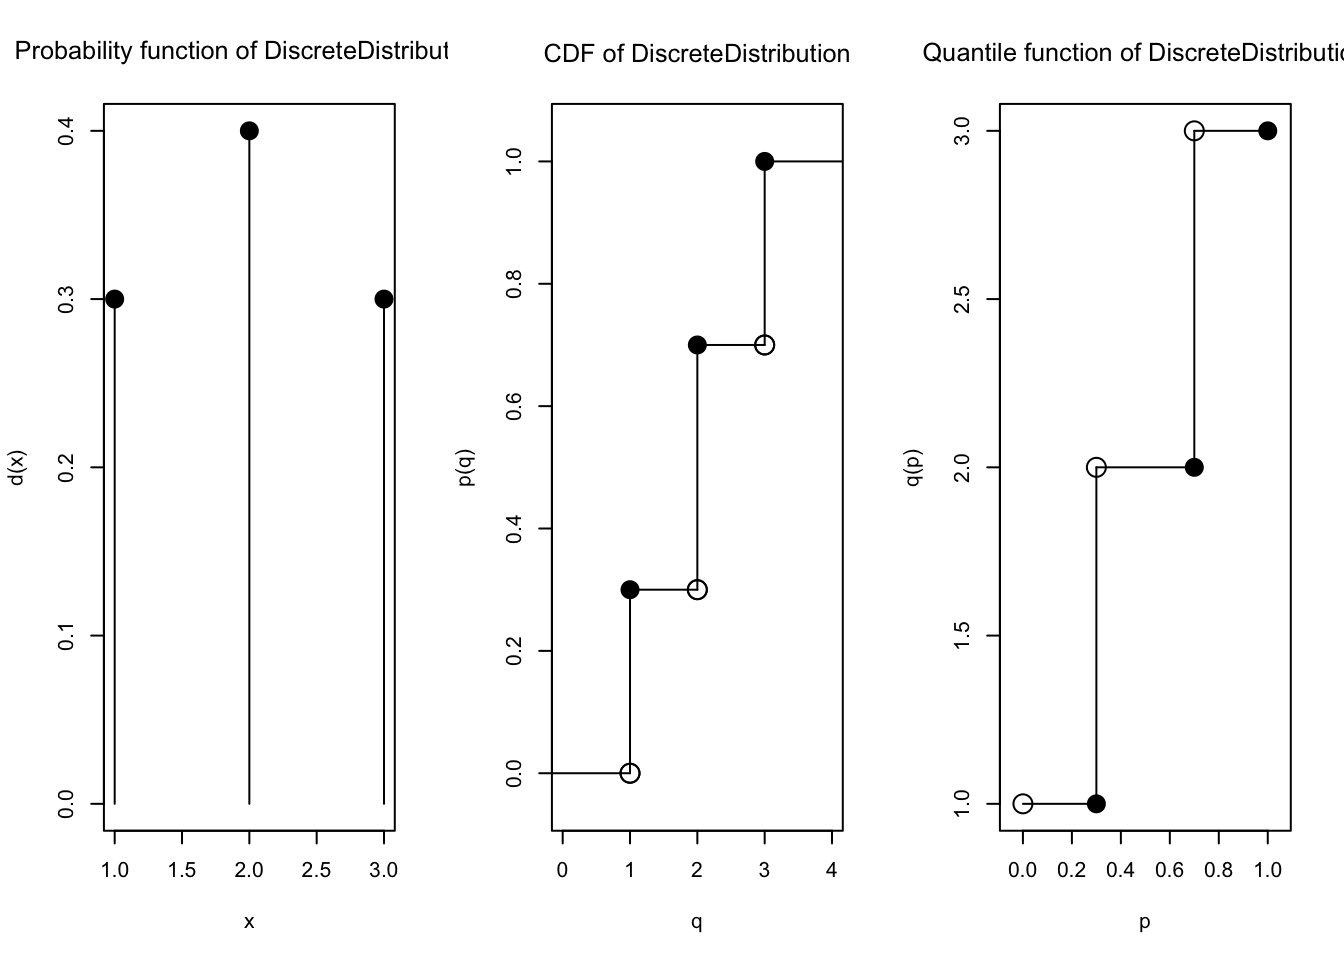 Probability function of DiscreteDistribut
d(x)
0.4
0.3
0.2
0.1
0.0
1.0 1.5 2.0 2.5 3.0
x
CDF of DiscreteDistribution
p(q)
1.0
0.8
0.6
0.4
0.2
0.0
0 1 2 3 4
q
Quantile function of DiscreteDistributio
q(p)
3.0
2.5
2.0
1.5
1.0
0.0 0.2 0.4 0.6 0.8 1.0
p